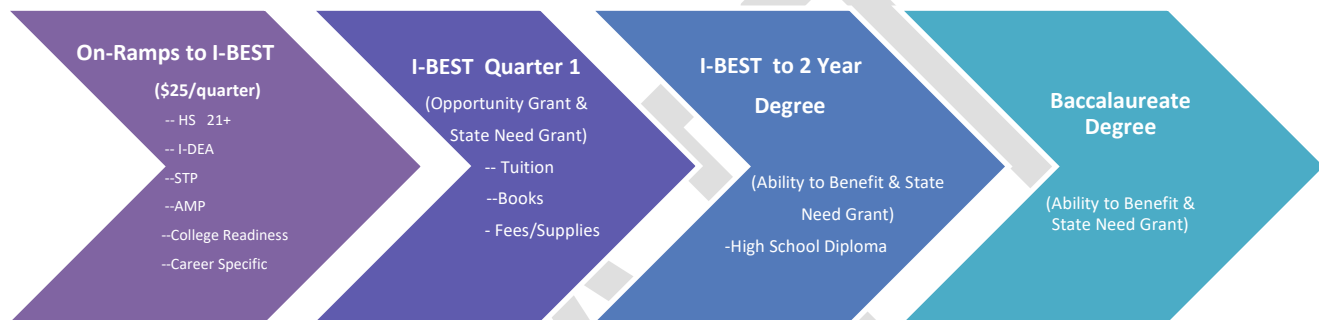 On-Ramps to I-BEST
($25/quarter)
-- HS 21+
-- I-DEA
--STP
--AMP
--College Readiness
--Career Specific
I-BEST Quarter 1
(Opportunity Grant &
State Need Grant)
-- Tuition
--Books
- Fees/Supplies
I-BEST to 2 Year
Degree
(Ability to Benefit & State
Need Grant)
-High School Diploma
Baccalaureate
Degree
(Ability to Benefit &
State Need Grant)